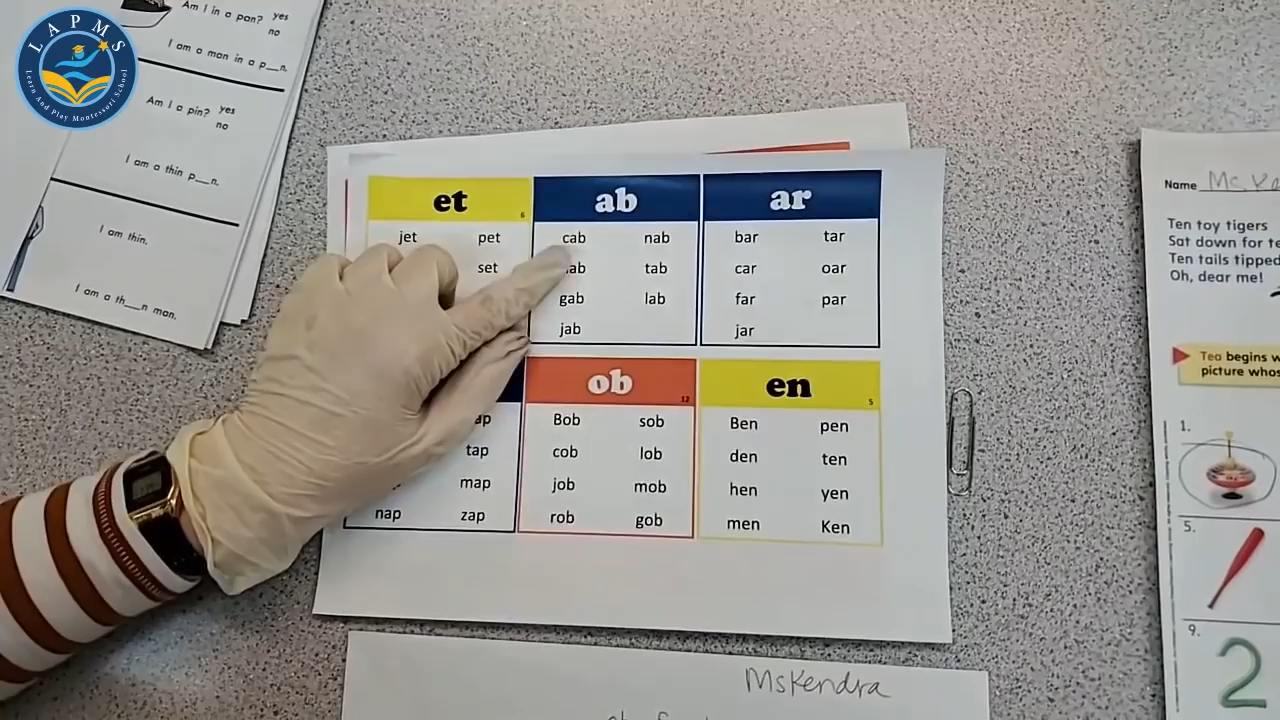 LAPMS
Learn And Play Montessori School
Am I in a pan? yes
no
I am a man in a p__n.
Am I a pin? yes
no
I am a thin p__n.
I am thin.
I am a th__n man.
et
6
jet pet
set
ab
cab nab
tab
gab lab
jab
ar
bar tar
car oar
far par
jar
tap
map
nap zap
ob
12
Bob sob
cob lob
job mob
rob gob
en
5
Ben pen
den ten
hen yen
men Ken
MsKendra
Name
Ten toy tigers
Sat down for
Ten tails tipped
Oh, dear me!
Tea begins
picture
1.
5.
9.
2